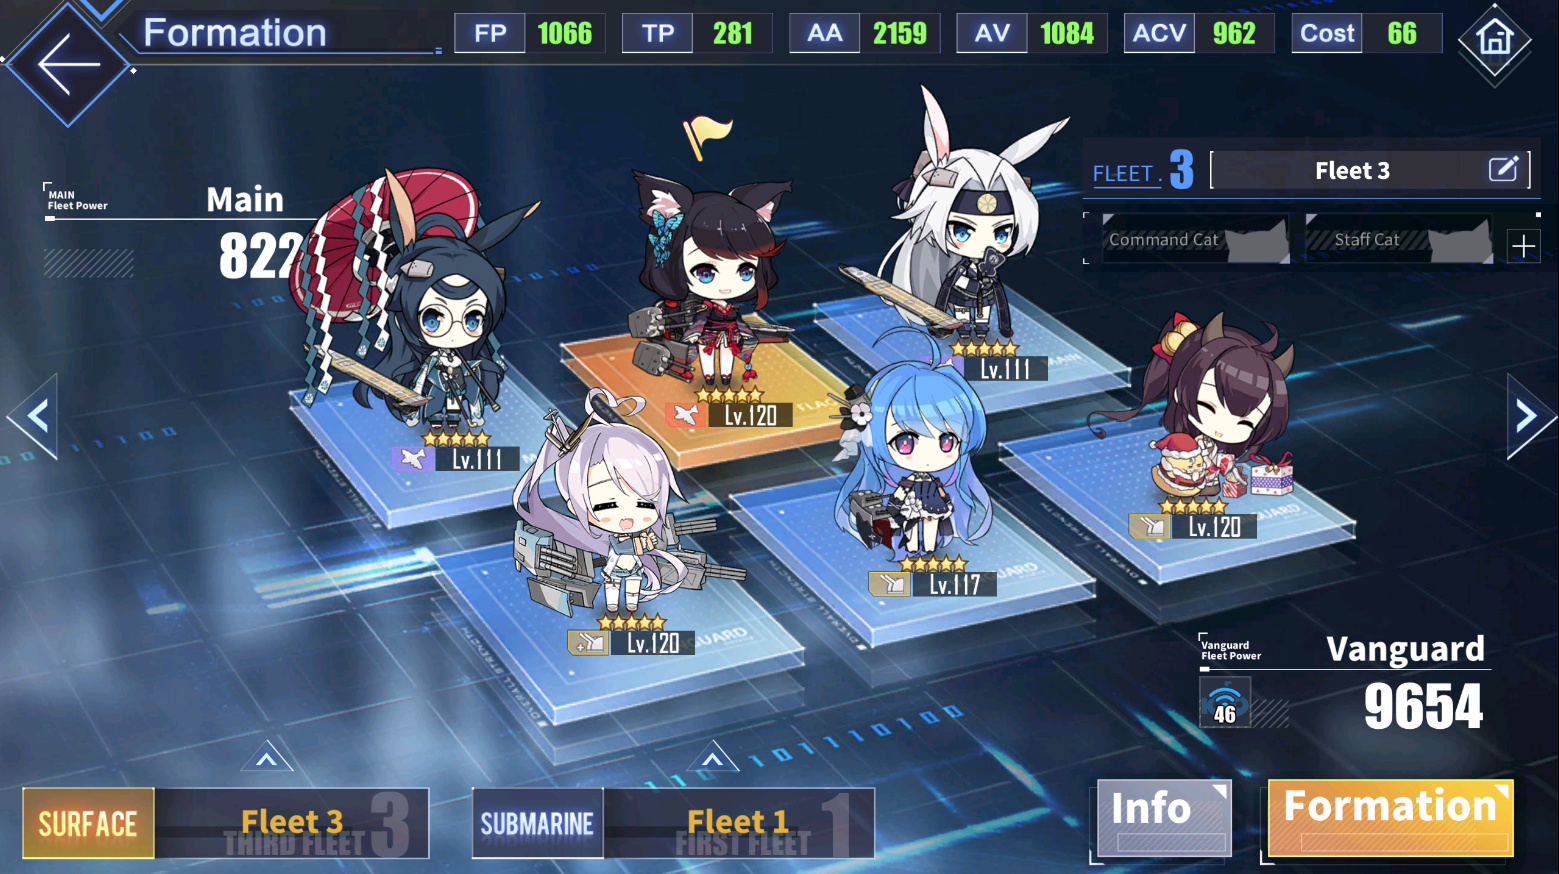 Formation
FP 1066
TP 281
AA 2159
AV 1084
ACV 962
Cost 66
MAIN
Fleet Power
Main
822
FLEET. 3
Fleet 3
Command Cat
Staff Cat
Lv.111
Lv.120
Lv.111
MAIN
Lv.120
Lv.117
Lv.120
Vanguard
Fleet Power
Vanguard
46
9654
SURFACE
Fleet 3
THIRD FLEET 3
SUBMARINE
Fleet 1
FIRST FLEET 1
Info
Formation